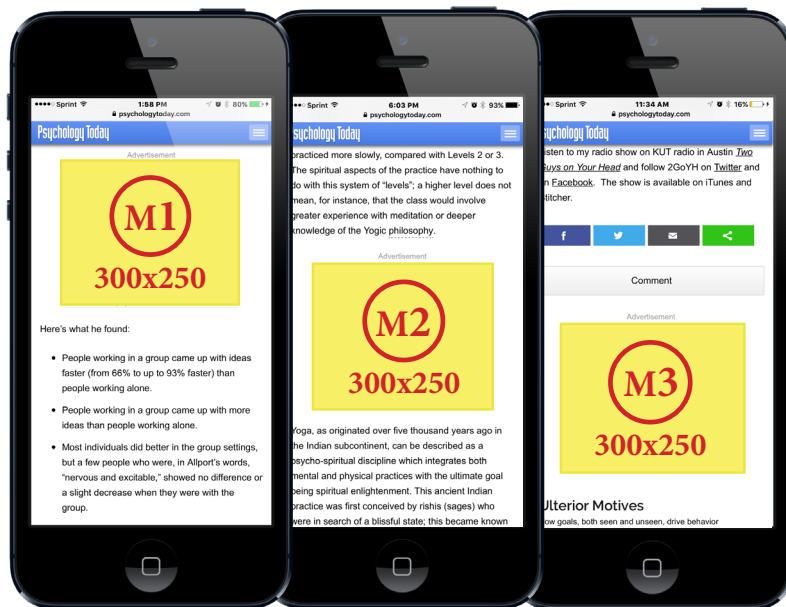 Sprint 1:58 PM 80%
psychologytoday.com
Psychology Today
Advertisement
M1
300x250
Here's what he found:
• People working in a group came up with ideas
faster (from 66% to up to 93% faster) than
people working alone.
• People working in a group came up with more
ideas than people working alone.
• Most individuals did better in the group settings,
but a few people who were, in Allport's words,
“nervous and excitable,” showed no difference or
a slight decrease when they were with the
group.
Sprint 6:03 PM 93%
psychologytoday.com
sychology Today
practiced more slowly, compared with Levels 2 or 3.
The spiritual aspects of the practice have nothing to
do with this system of “levels”; a higher level does not
mean, for instance, that the class would involve
greater experience with meditation or deeper
knowledge of the Yogic philosophy.
Advertisement
M2
300x250
Yoga, as originated over five thousand years ago in
the Indian subcontinent, can be described as a
psycho-spiritual discipline which integrates both
mental and physical practices with the ultimate goal
being spiritual enlightenment. This ancient Indian
practice was first conceived by rishis (sages) who
were in search of a blissful state; this became known
Sprint 11:34 AM 16%
psychologytoday.com
sychology Today
isten to my radio show on KUT radio in Austin Two
Guys on Your Head and follow 2GoYH on Twitter and
on Facebook. The show is available on iTunes and
Stitcher.
f
Comment
Advertisement
M3
300x250
Ulterior Motives
ow goals, both seen and unseen, drive behavior